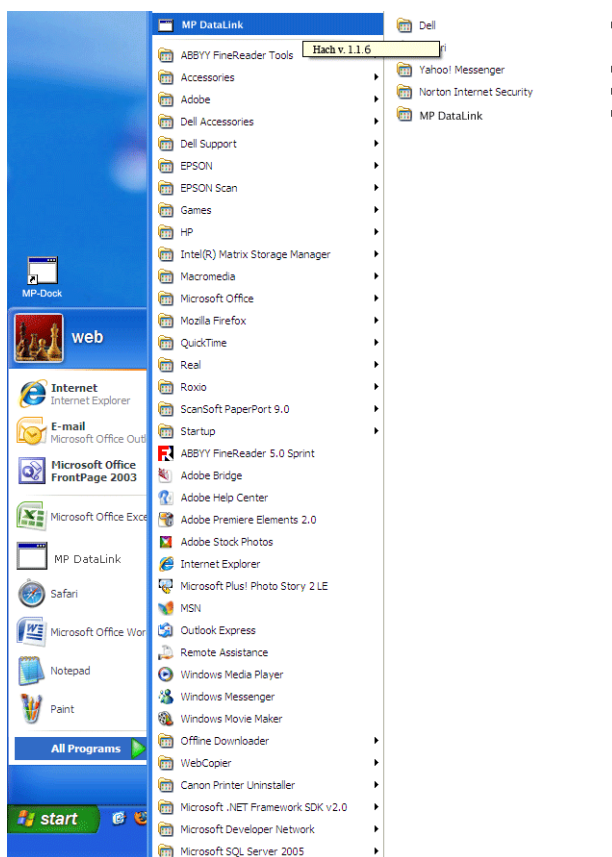 MP-Dock
web
Internet
Internet Explorer
E-mail
Microsoft Office Outl
Microsoft Office
FrontPage 2003
Microsoft Office Exce
MP DataLink
Safari
Microsoft Office Wor
Notepad
Paint
All Programs
start
MP DataLink
Hach v. 1.1.6
ABBYY FineReader Tools
Accessories
Adobe
Dell Accessories
Dell Support
EPSON
EPSON Scan
Games
HP
Intel(R) Matrix Storage Manager
Macromedia
Microsoft Office
Mozilla Firefox
QuickTime
Real
Roxio
ScanSoft PaperPort 9.0
Startup
ABBYY FineReader 5.0 Sprint
Adobe Bridge
Adobe Help Center
Adobe Premiere Elements 2.0
Adobe Stock Photos
Internet Explorer
Microsoft Plus! Photo Story 2 LE
MSN
Outlook Express
Remote Assistance
Windows Media Player
Windows Messenger
Windows Movie Maker
Offline Downloader
WebCopier
Canon Printer Uninstaller
Microsoft .NET Framework SDK v2.0
Microsoft Developer Network
Microsoft SQL Server 2005
Dell
Yahoo! Messenger
Norton Internet Security
MP DataLink